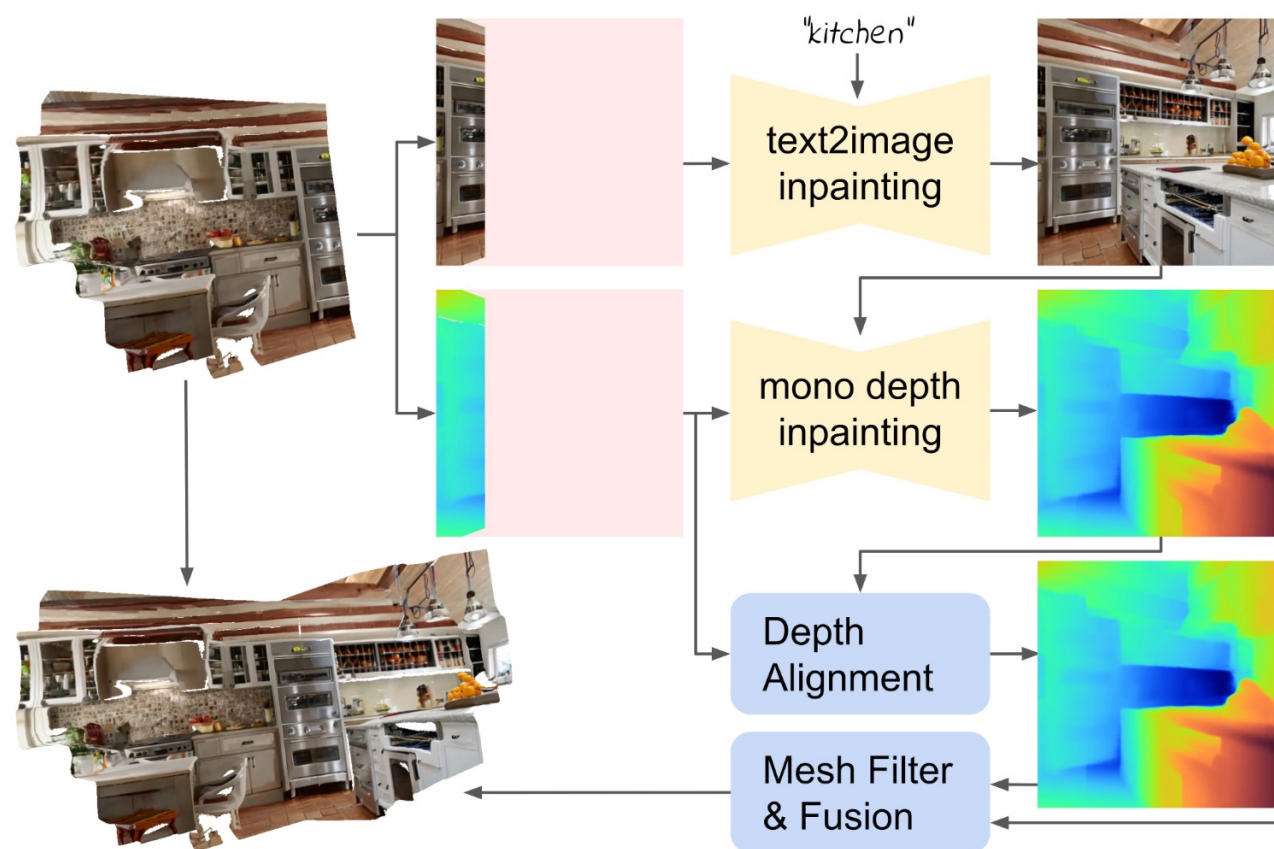 "kitchen"
text2image
inpainting
mono depth
inpainting
Depth
Alignment
Mesh Filter
& Fusion